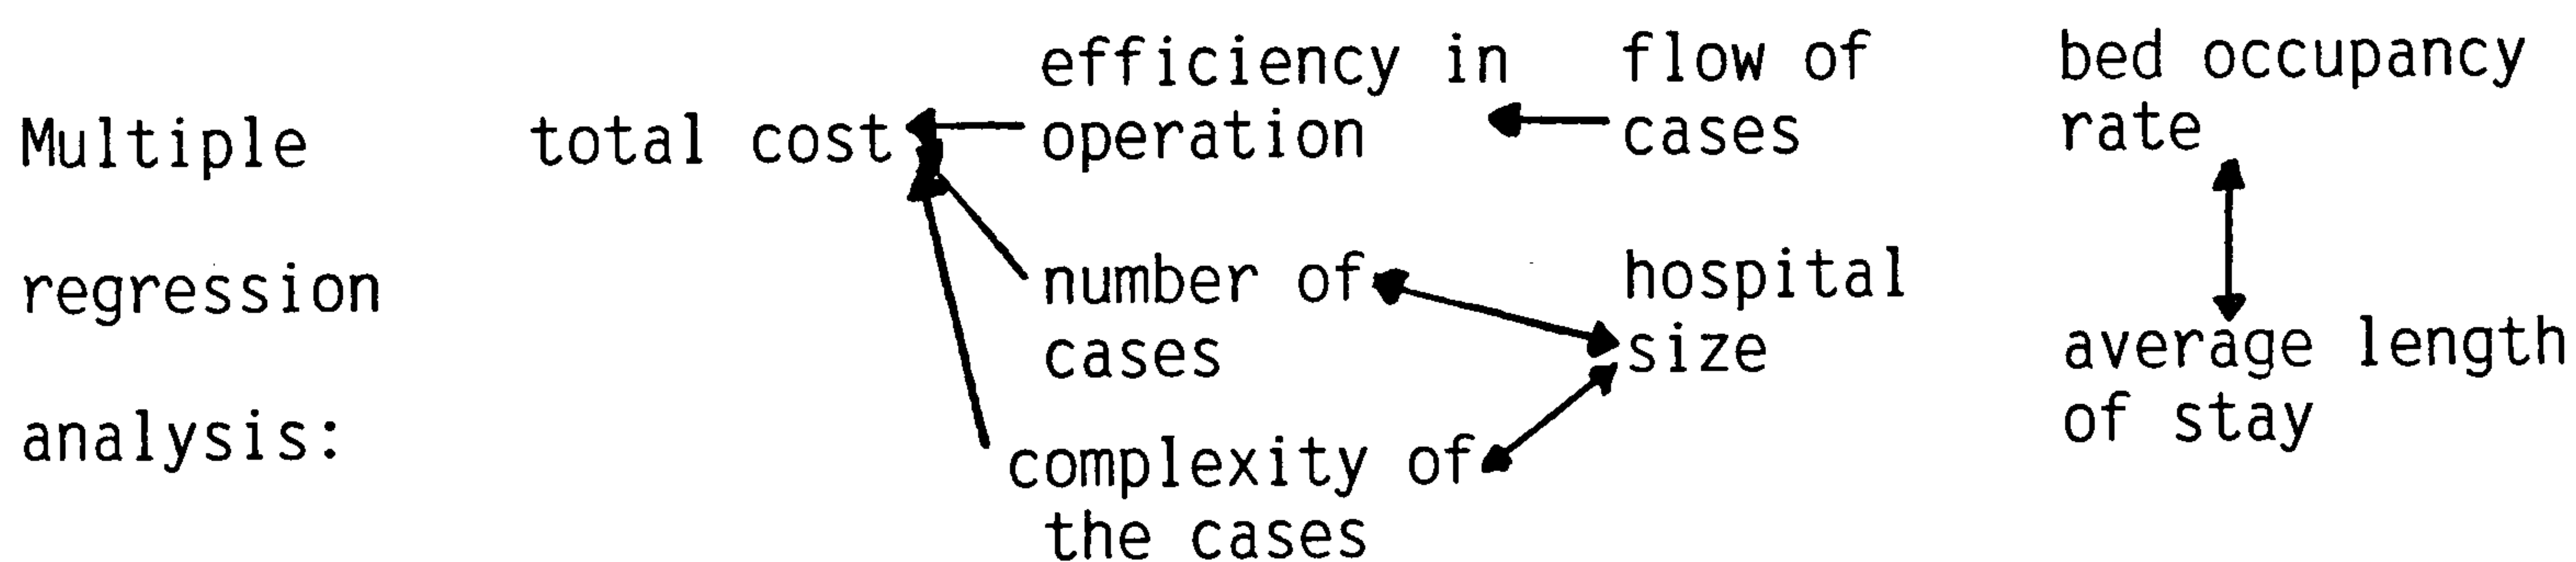 Multiple
regression
analysis:
total cost
efficiency in
operation
number of
cases
complexity of
the cases
flow of
cases
hospital
size
bed occupancy
rate
average length
of stay